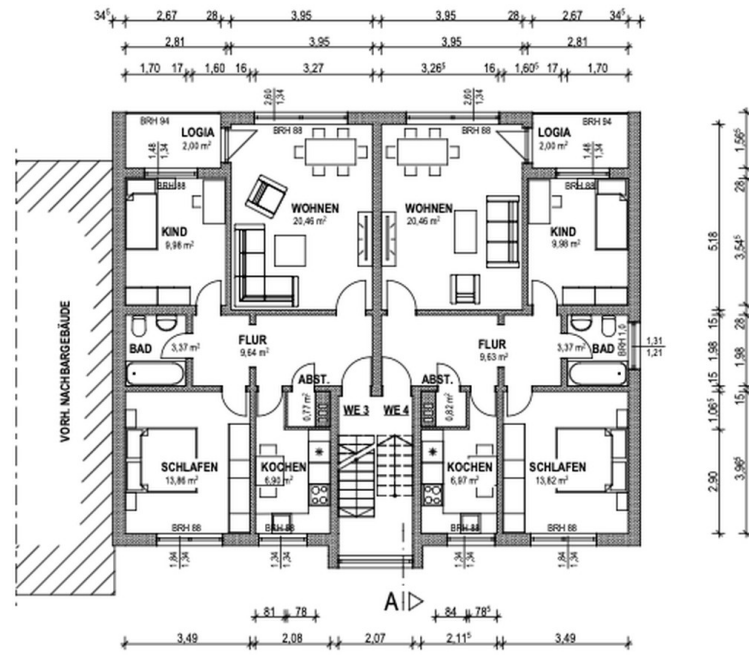 34⁵ 2,67 28 3,95 3,95 28 2,67 34⁵
2,81 3,95 3,95 2,81
1,70 17 1,60 16 3,27 3,26⁵ 16 1,60⁵ 17 1,70
2,60
1,34
2,60
1,34
BRH 94
BRH 88
BRH 88
BRH 94
LOGIA
2,00 m²
LOGIA
2,00 m²
1,48
1,34
1,48
1,34
BRH 88
BRH 88
WOHNEN
20,46 m²
WOHNEN
20,46 m²
KIND
9,98 m²
KIND
9,98 m²
VORH. NACHBARGEBÄUDE
BAD
3,37 m²
FLUR
9,64 m²
FLUR
9,63 m²
3,37 m²
BAD
BRH 1,0
1,31
1,21
ABST.
0,77 m²
ABST.
0,82 m²
WE 3
WE 4
SCHLAFEN
13,86 m²
KOCHEN
6,90 m²
KOCHEN
6,97 m²
SCHLAFEN
13,82 m²
BRH 88
BRH 88
BRH 88
BRH 88
1,84
1,34
1,34
1,34
1,34
1,34
1,84
1,34
A
81 78 84 78⁵
3,49 2,08 2,07 2,11⁵ 3,49
5,18
15
1,98
15
1,06⁵
2,90
1,56⁵
28
3,54⁵
28
1,98
15
3,96⁵